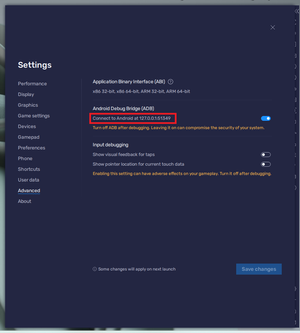 Settings
Performance
Display
Graphics
Game settings
Devices
Gamepad
Preferences
Phone
Shortcuts
User data
Advanced
About
Application Binary Interface (ABI)
x86 32-bit, x86 64-bit, ARM 32-bit, ARM 64-bit
Android Debug Bridge (ADB)
Connect to Android at 127.0.0.1:51349
Turn off ADB after debugging. Leaving it on can compromise the security of your system.
Input debugging
Show visual feedback for taps
Show pointer location for current touch data
Enabling this setting can have adverse effects on your gameplay. Turn it off after debugging
Some changes will apply on next launch
Save changes